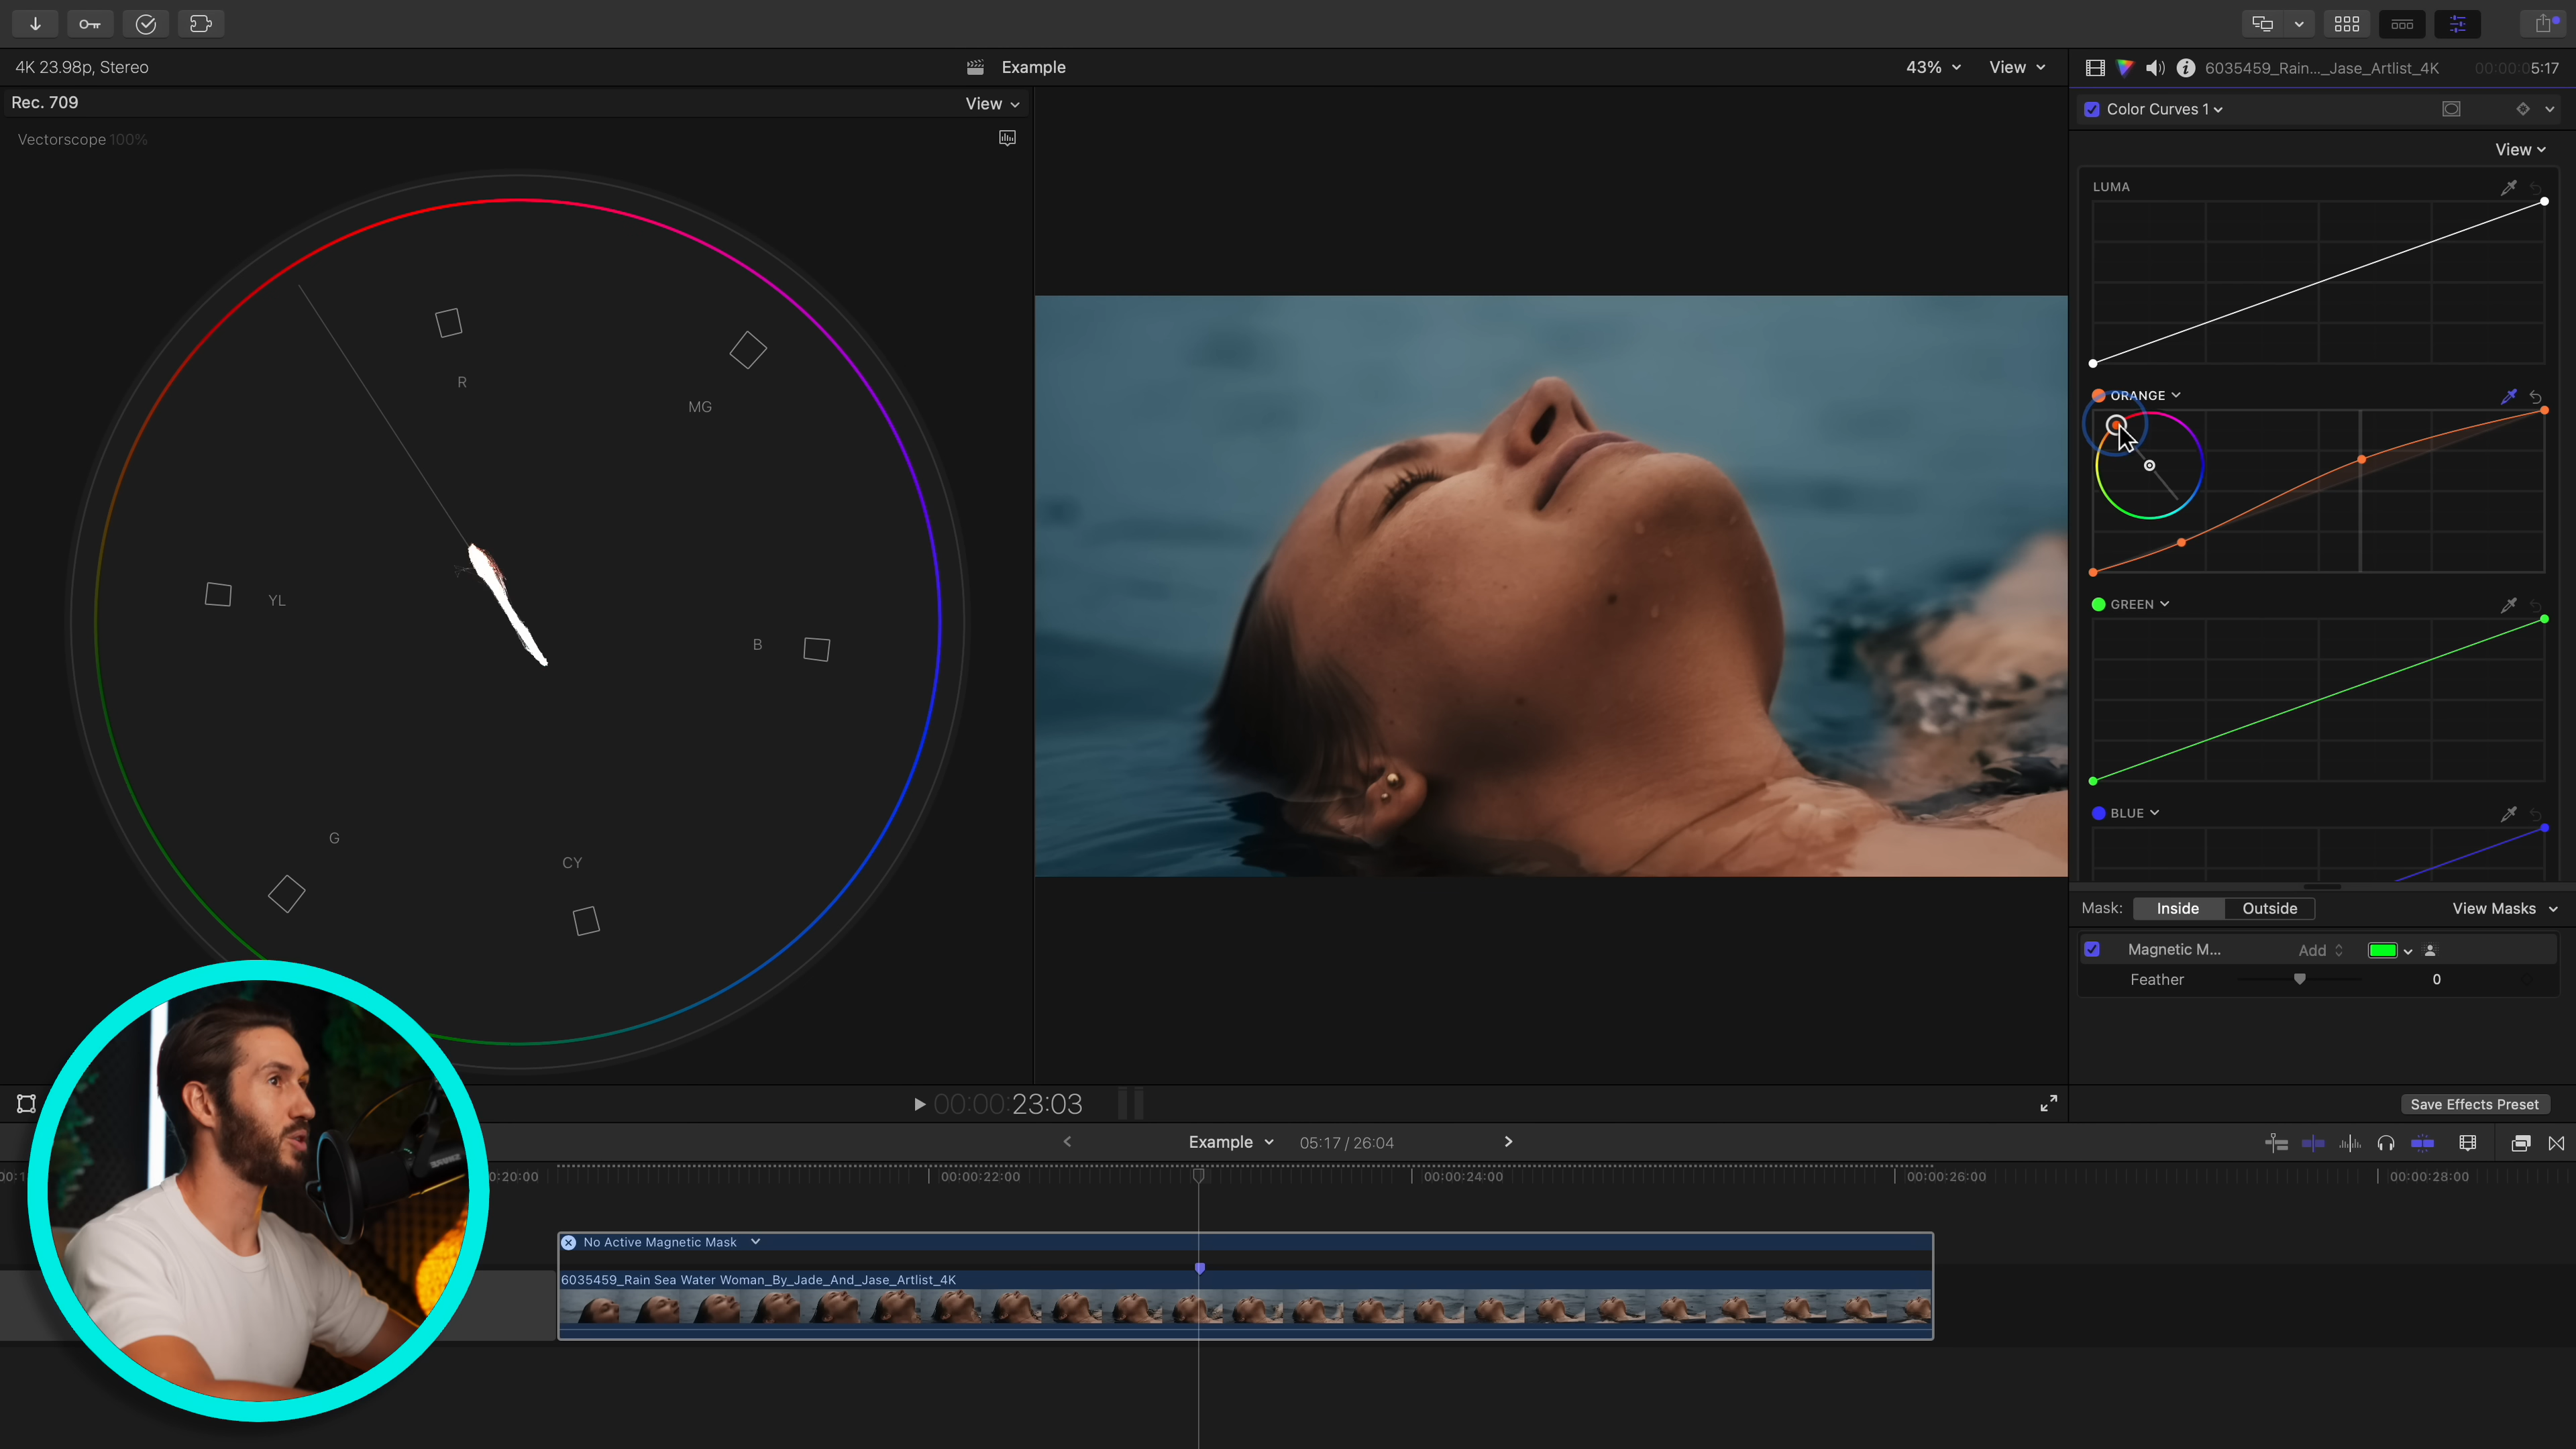 4K 23.98p, Stereo
Example
43%
View
6035459_Rain..._Jase_Artlist_4K
00:00:05:17
Rec. 709
View
Color Curves 1
Vectorscope 100%
View
LUMA
R
MG
YL
B
G
CY
ORANGE
GREEN
BLUE
Mask:
Inside
Outside
View Masks
Magnetic M...
Add
Feather
0
00:00:00:23:03
Save Effects Preset
Example
05:17 / 26:04
00:00:22:00
00:00:24:00
00:00:26:00
00:00:28:00
No Active Magnetic Mask
6035459_Rain Sea Water Woman_By_Jade_And_Jase_Artlist_4K